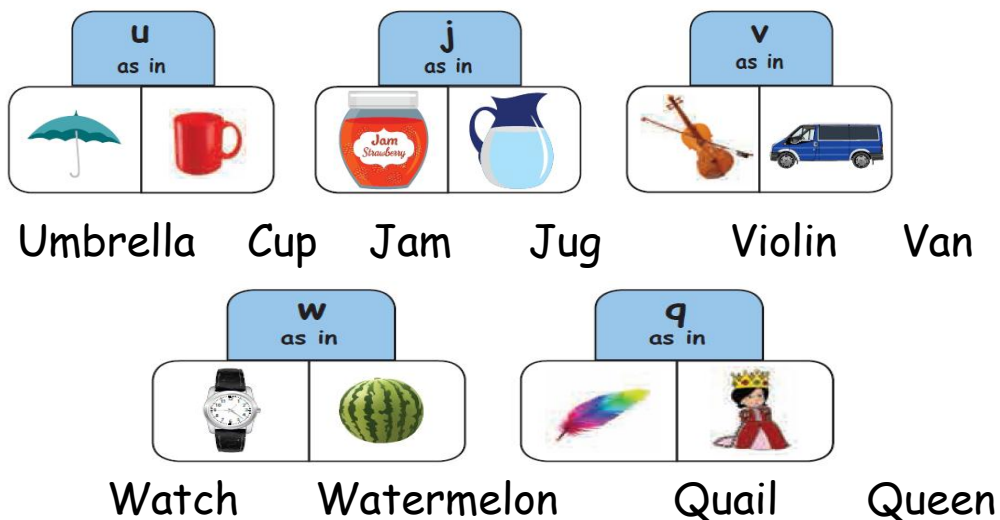 u
as in
j
as in
v
as in
Jam
Strawberry
Umbrella Cup Jam Jug Violin Van
w
as in
q
as in
Watch Watermelon Quail Queen